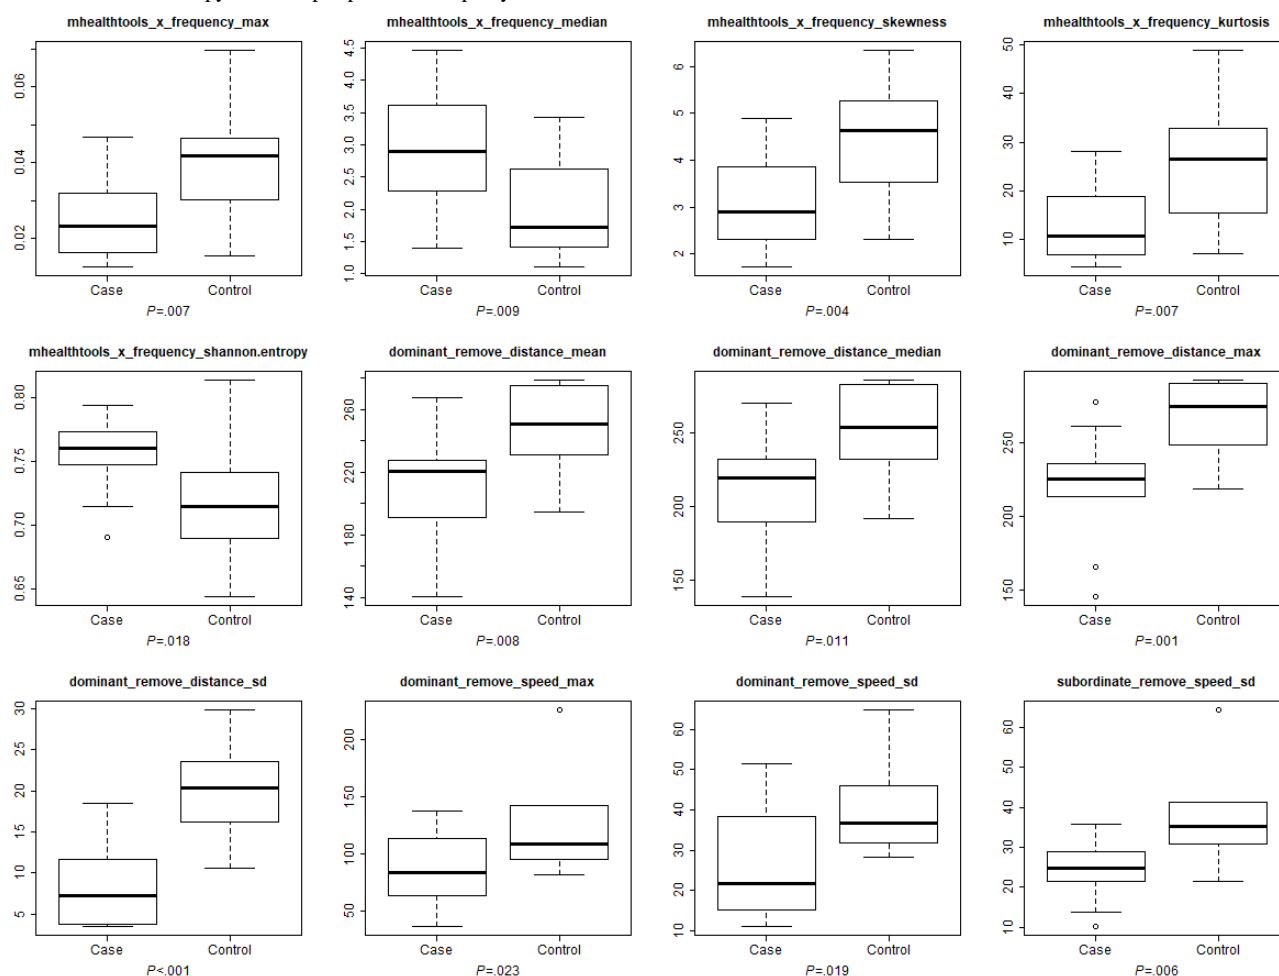 mhealthtools_x_frequency_max mhealthtools_x_frequency_median mhealthtools_x_frequency_skewness mhealthtools_x_frequency_kurtosis
0.02 0.04 0.06 1.0 1.5 2.0 2.5 3.0 3.5 4.0 4.5 2 3 4 5 6 10 20 30 40 50
Case Control Case Control Case Control Case Control
P=.007 P=.009 P=.004 P=.007
mhealthtools_x_frequency_shannon.entropy dominant_remove_distance_mean dominant_remove_distance_median dominant_remove_distance_max
0.65 0.70 0.75 0.80 140 180 220 260 150 200 250 150 200 250
Case Control Case Control Case Control Case Control
P=.018 P=.008 P=.011 P=.001
dominant_remove_distance_sd dominant_remove_speed_max dominant_remove_speed_sd subordinate_remove_speed_sd
5 10 15 20 25 30 50 100 150 200 10 20 30 40 50 60 10 20 30 40 50 60
Case Control Case Control Case Control Case Control
P<.001 P=.023 P=.019 P=.006